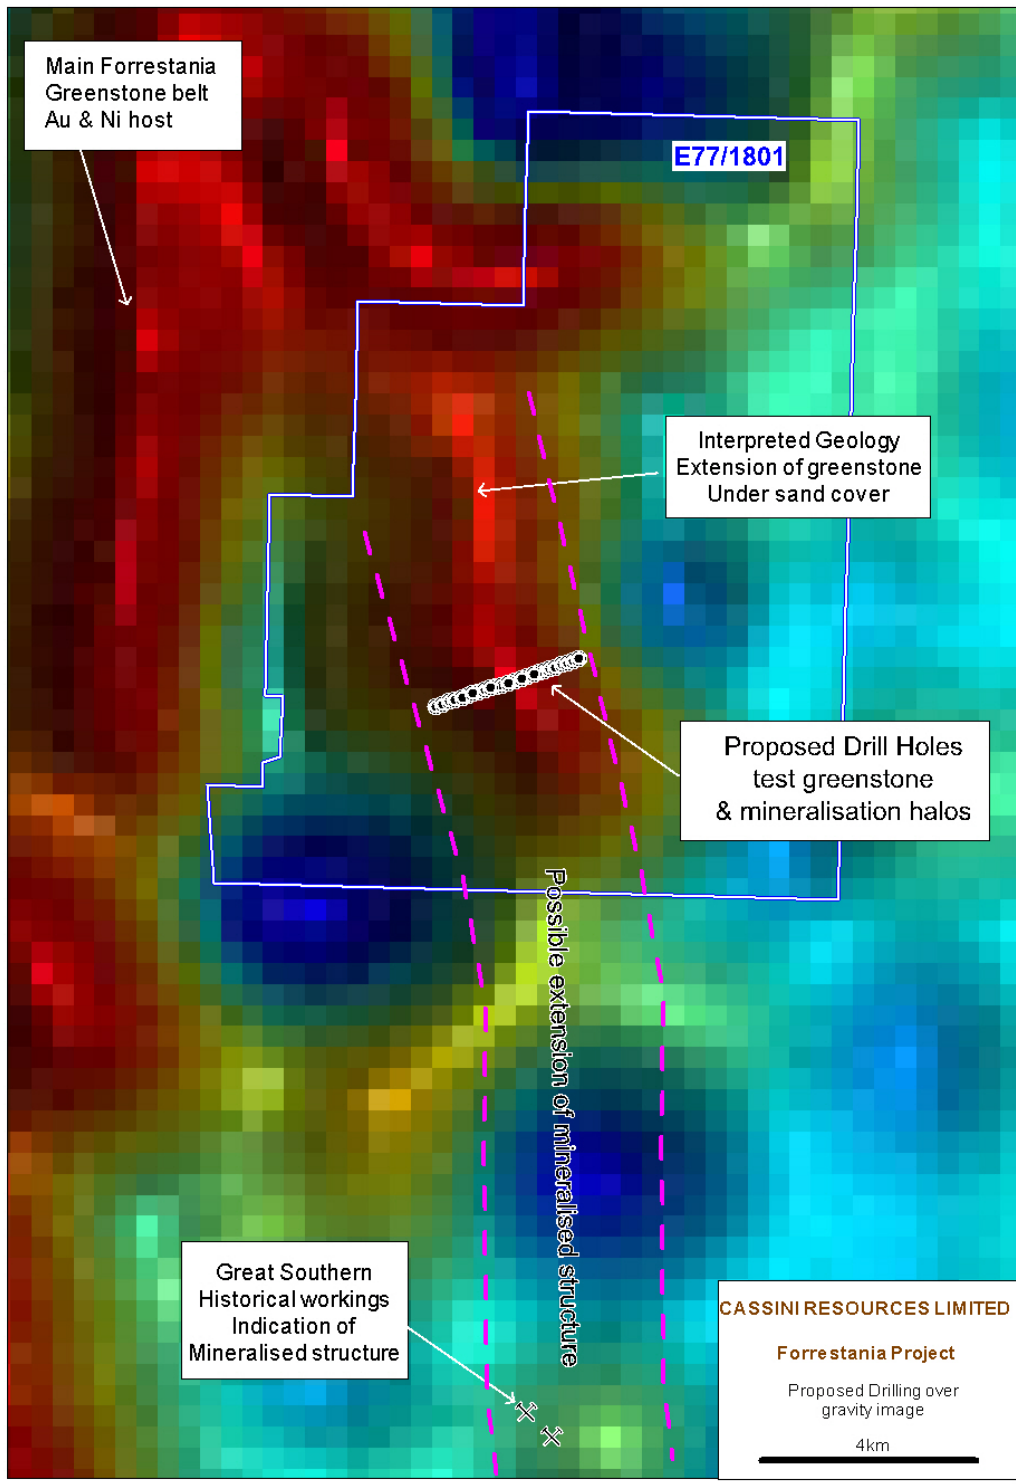 Main Forrestania
Greenstone belt
Au & Ni host
E77/1801
Interpreted Geology
Extension of greenstone
Under sand cover
Proposed Drill Holes
test greenstone
& mineralisation halos
Possible extension of mineralised structure
Great Southern
Historical workings
Indication of
Mineralised structure
CASSINI RESOURCES LIMITED
Forrestania Project
Proposed Drilling over
gravity image
4km